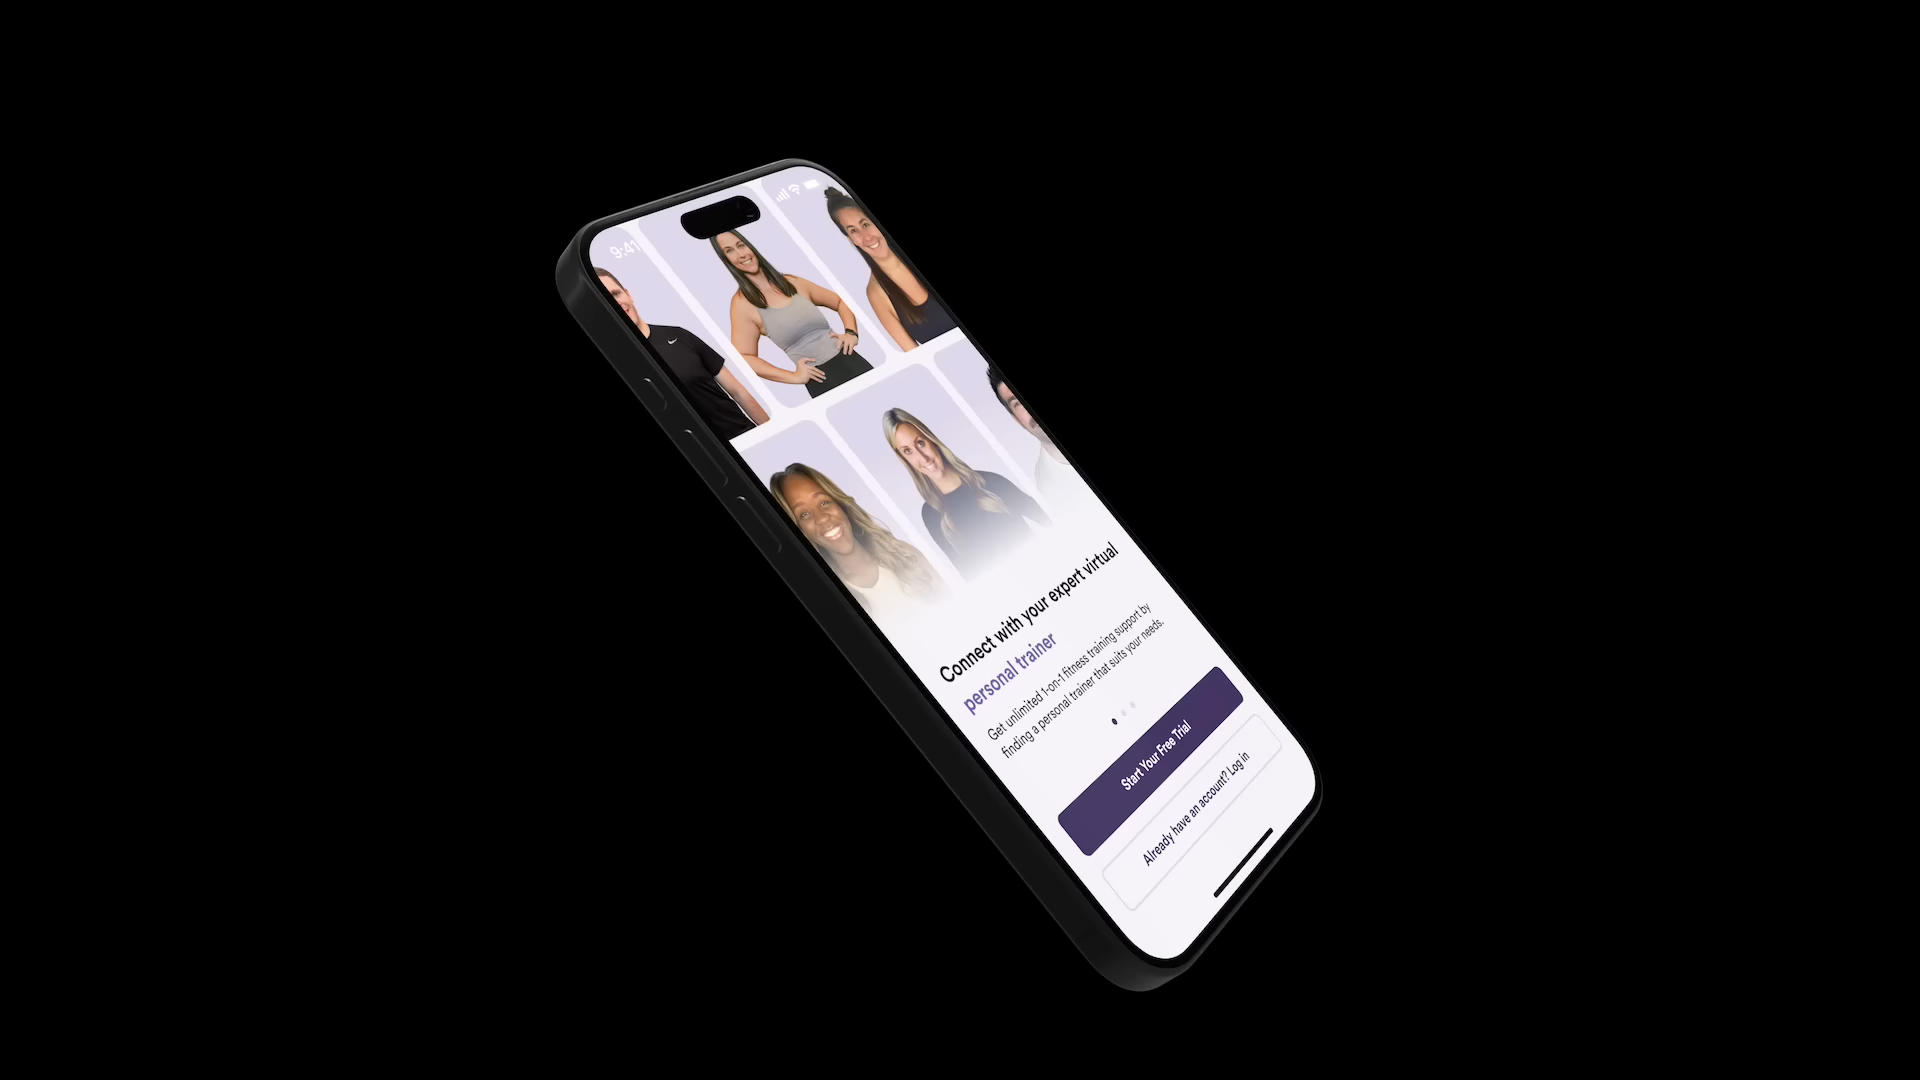 9:41
Connect with your expert virtual
personal trainer
Get unlimited 1-on-1 fitness training support by
finding a personal trainer that suits your needs.
Start Your Free Trial
Already have an account? Log in